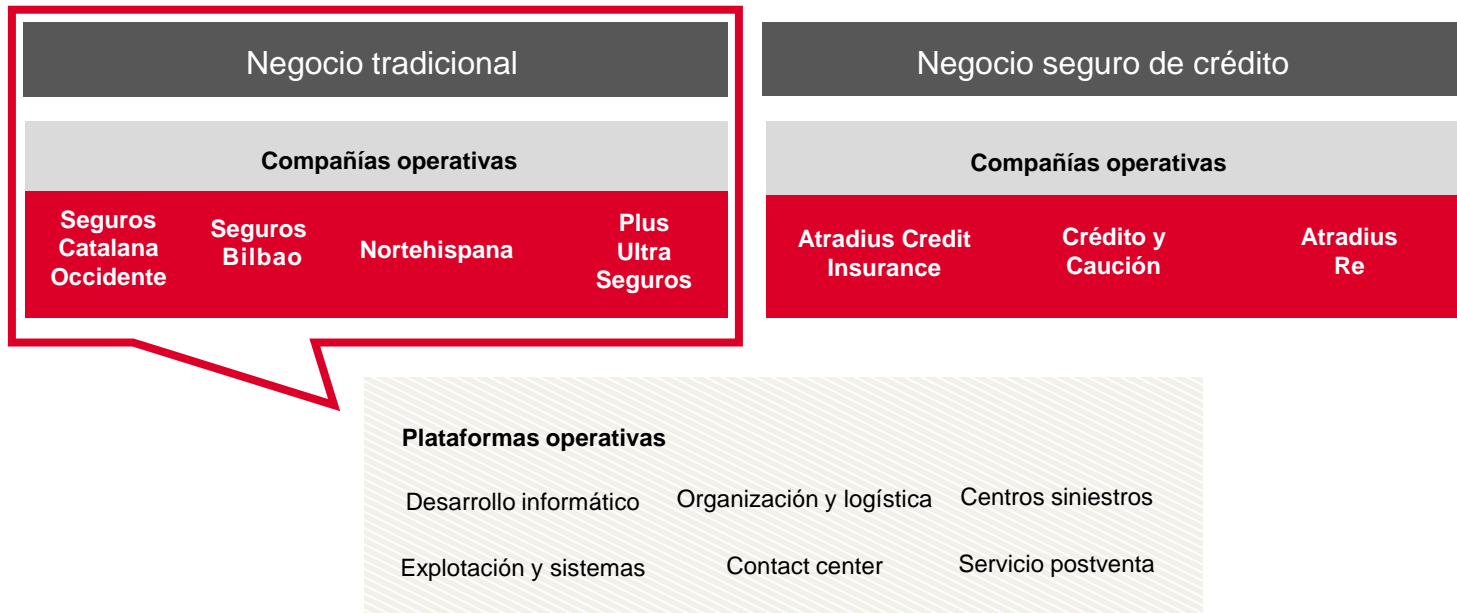 Negocio tradicional
Compañías operativas
Seguros
Catalana
Occidente
Seguros
Bilbao
Nortehispana
Plus
Ultra
Seguros
Negocio seguro de crédito
Compañías operativas
Atradius Credit
Insurance
Crédito y
Caución
Atradius
Re
Plataformas operativas
Desarrollo informático
Organización y logística
Centros siniestros
Explotación y sistemas
Contact center
Servicio postventa